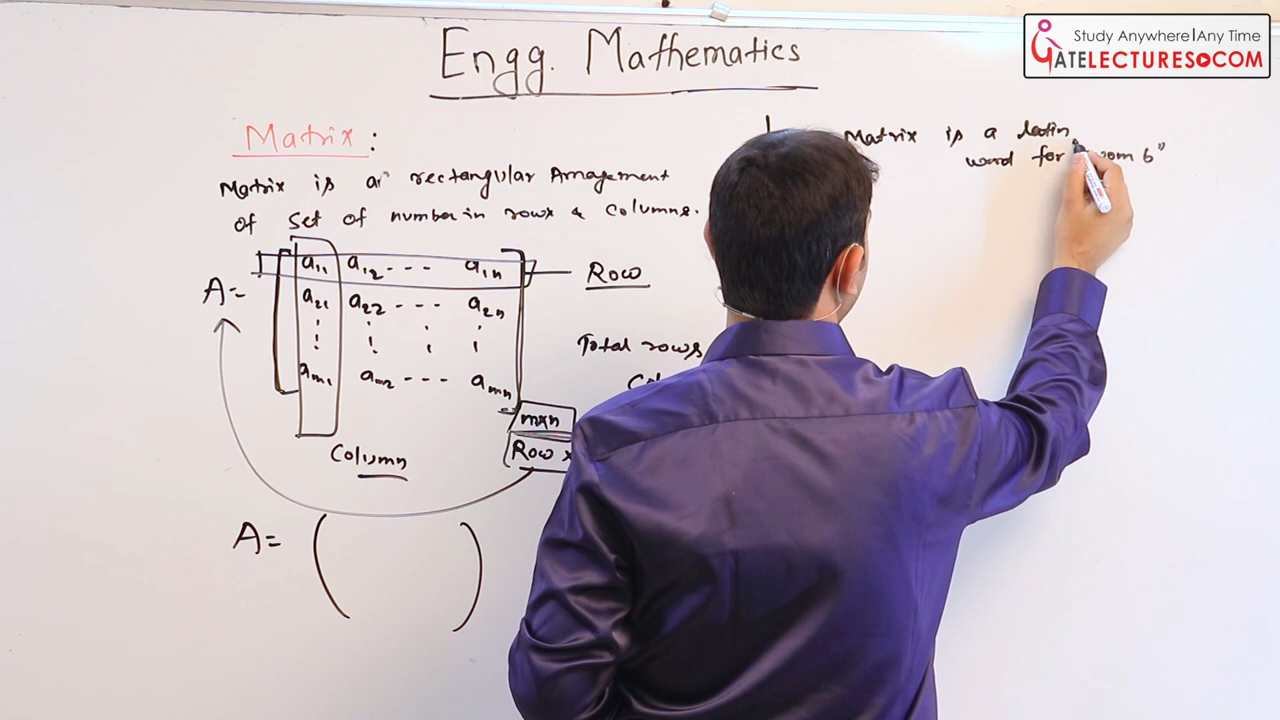 Engg. Mathematics
Study Anywhere|Any Time
GATELECTURES.COM
Matrix :
Matrix is an rectangular Arragement
of set of number in rows & columns.
A = [ a11 a12 - - - a1n
a21 a22 - - - a2n
am1 am2 - - - amn ]
m×n
Row ×
Row
Column
Total rows
A = ( )
Matrix is a latin
word for